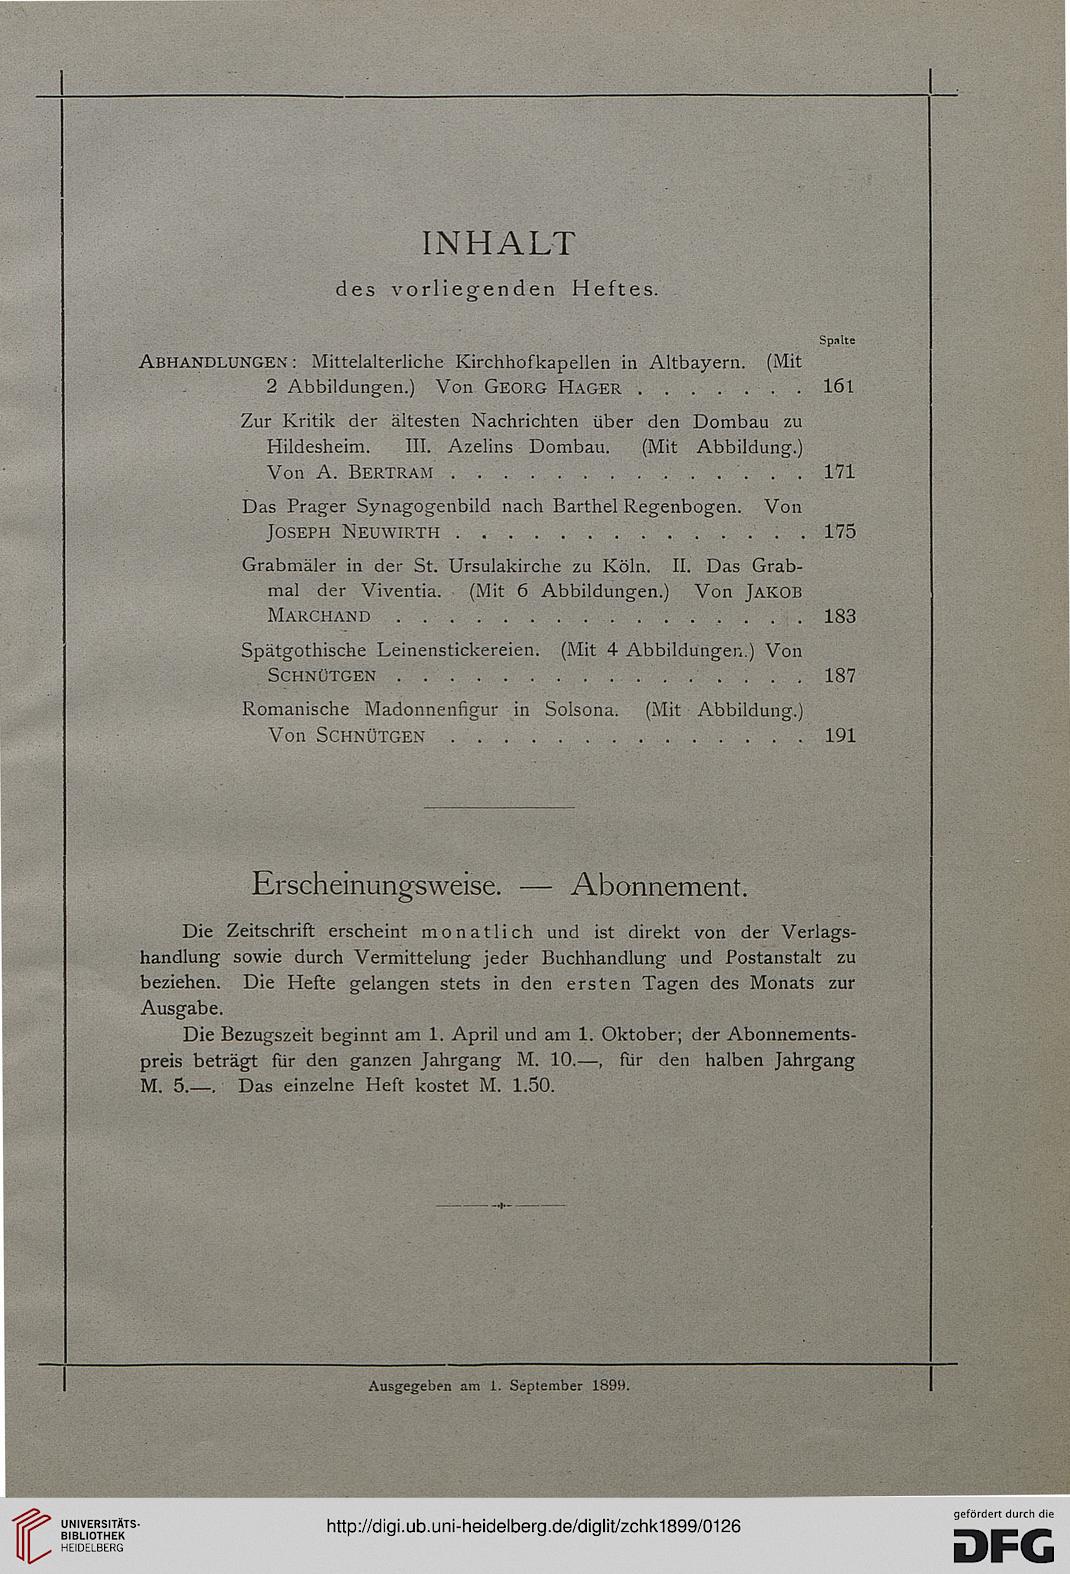 INHALT
des vorliegenden Heftes.
Spalte
ABHANDLUNGEN: Mittelalterliche Kirchhofkapellen in Altbayern. (Mit
2 Abbildungen.) Von GEORG HAGER . . . . . . . 161
Zur Kritik der ältesten Nachrichten über den Dombau zu
Hildesheim. III. Azelins Dombau. (Mit Abbildung.)
Von A. BERTRAM . . . . . . . . . . . . . . 171
Das Prager Synagogenbild nach Barthel Regenbogen. Von
JOSEPH NEUWIRTH . . . . . . . . . . . . . . 175
Grabmäler in der St. Ursulakirche zu Köln. II. Das Grab-
mal der Viventia. (Mit 6 Abbildungen.) Von JAKOB
MARCHAND . . . . . . . . . . . . . . . . 183
Spätgothische Leinenstickereien. (Mit 4 Abbildungen.) Von
SCHNÜTGEN . . . . . . . . . . . . . . . . 187
Romanische Madonnenfigur in Solsona. (Mit Abbildung.)
Von SCHNÜTGEN . . . . . . . . . . . . . . 191
Erscheinungsweise. — Abonnement.
Die Zeitschrift erscheint monatlich und ist direkt von der Verlags-
handlung sowie durch Vermittelung jeder Buchhandlung und Postanstalt zu
beziehen. Die Hefte gelangen stets in den ersten Tagen des Monats zur
Ausgabe.
Die Bezugszeit beginnt am 1. April und am 1. Oktober; der Abonnements-
preis beträgt für den ganzen Jahrgang M. 10.—, für den halben Jahrgang
M. 5.—. Das einzelne Heft kostet M. 1.50.
Ausgegeben am 1. September 1899.
UNIVERSITÄTS-
BIBLIOTHEK
HEIDELBERG
http://digi.ub.uni-heidelberg.de/diglit/zchk1899/0126
gefördert durch die
DFG